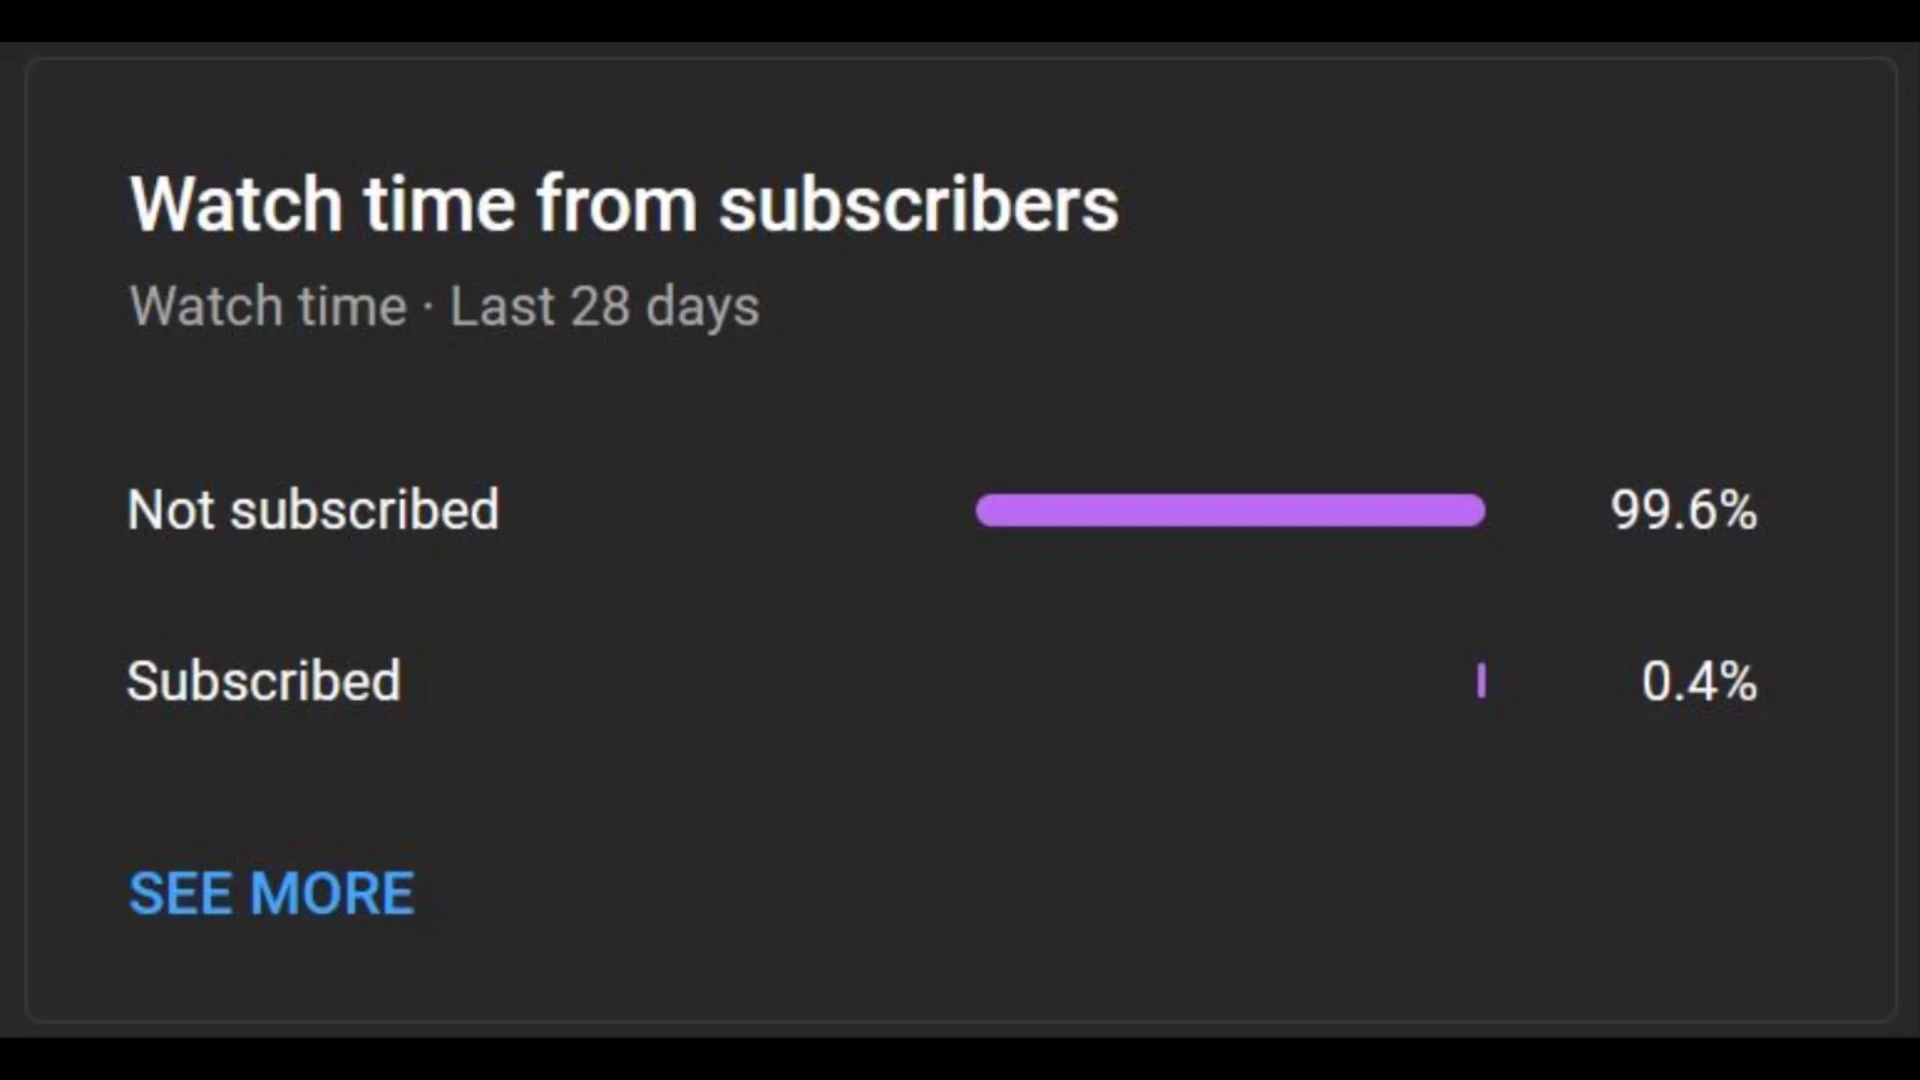 Watch time from subscribers
Watch time · Last 28 days
Not subscribed 99.6%
Subscribed 0.4%
SEE MORE